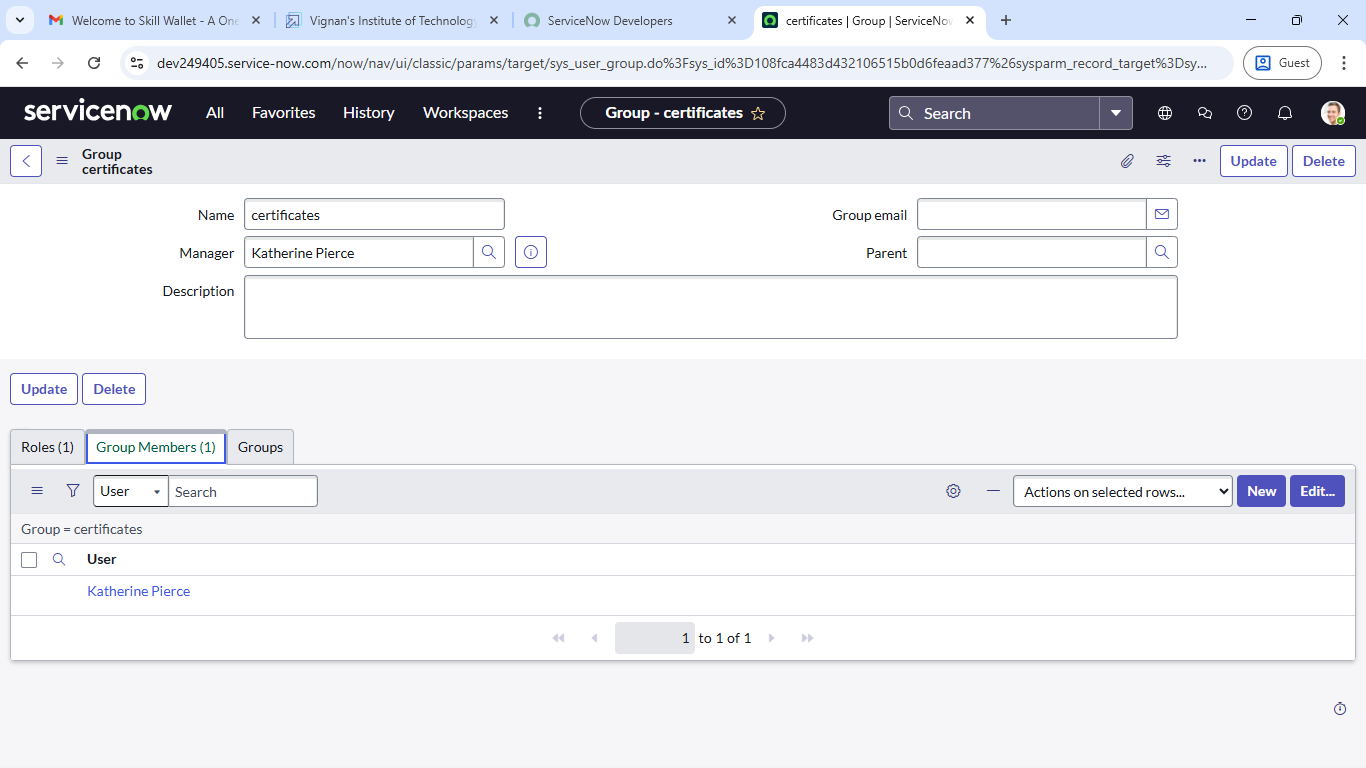 Welcome to Skill Wallet - A One
Vignan's Institute of Technology
ServiceNow Developers
certificates | Group | ServiceNow
dev249405.service-now.com/now/nav/ui/classic/params/target/sys_user_group.do%3Fsys_id%3D108fca4483d432106515b0d6feaad377%26sysparm_record_target%3Dsy...
Guest
servicenow
All
Favorites
History
Workspaces
Group - certificates
Search
Group
certificates
Update
Delete
Name
certificates
Group email
Manager
Katherine Pierce
Parent
Description
Update
Delete
Roles (1)
Group Members (1)
Groups
User
Search
Actions on selected rows...
New
Edit...
Group = certificates
User
Katherine Pierce
1 to 1 of 1